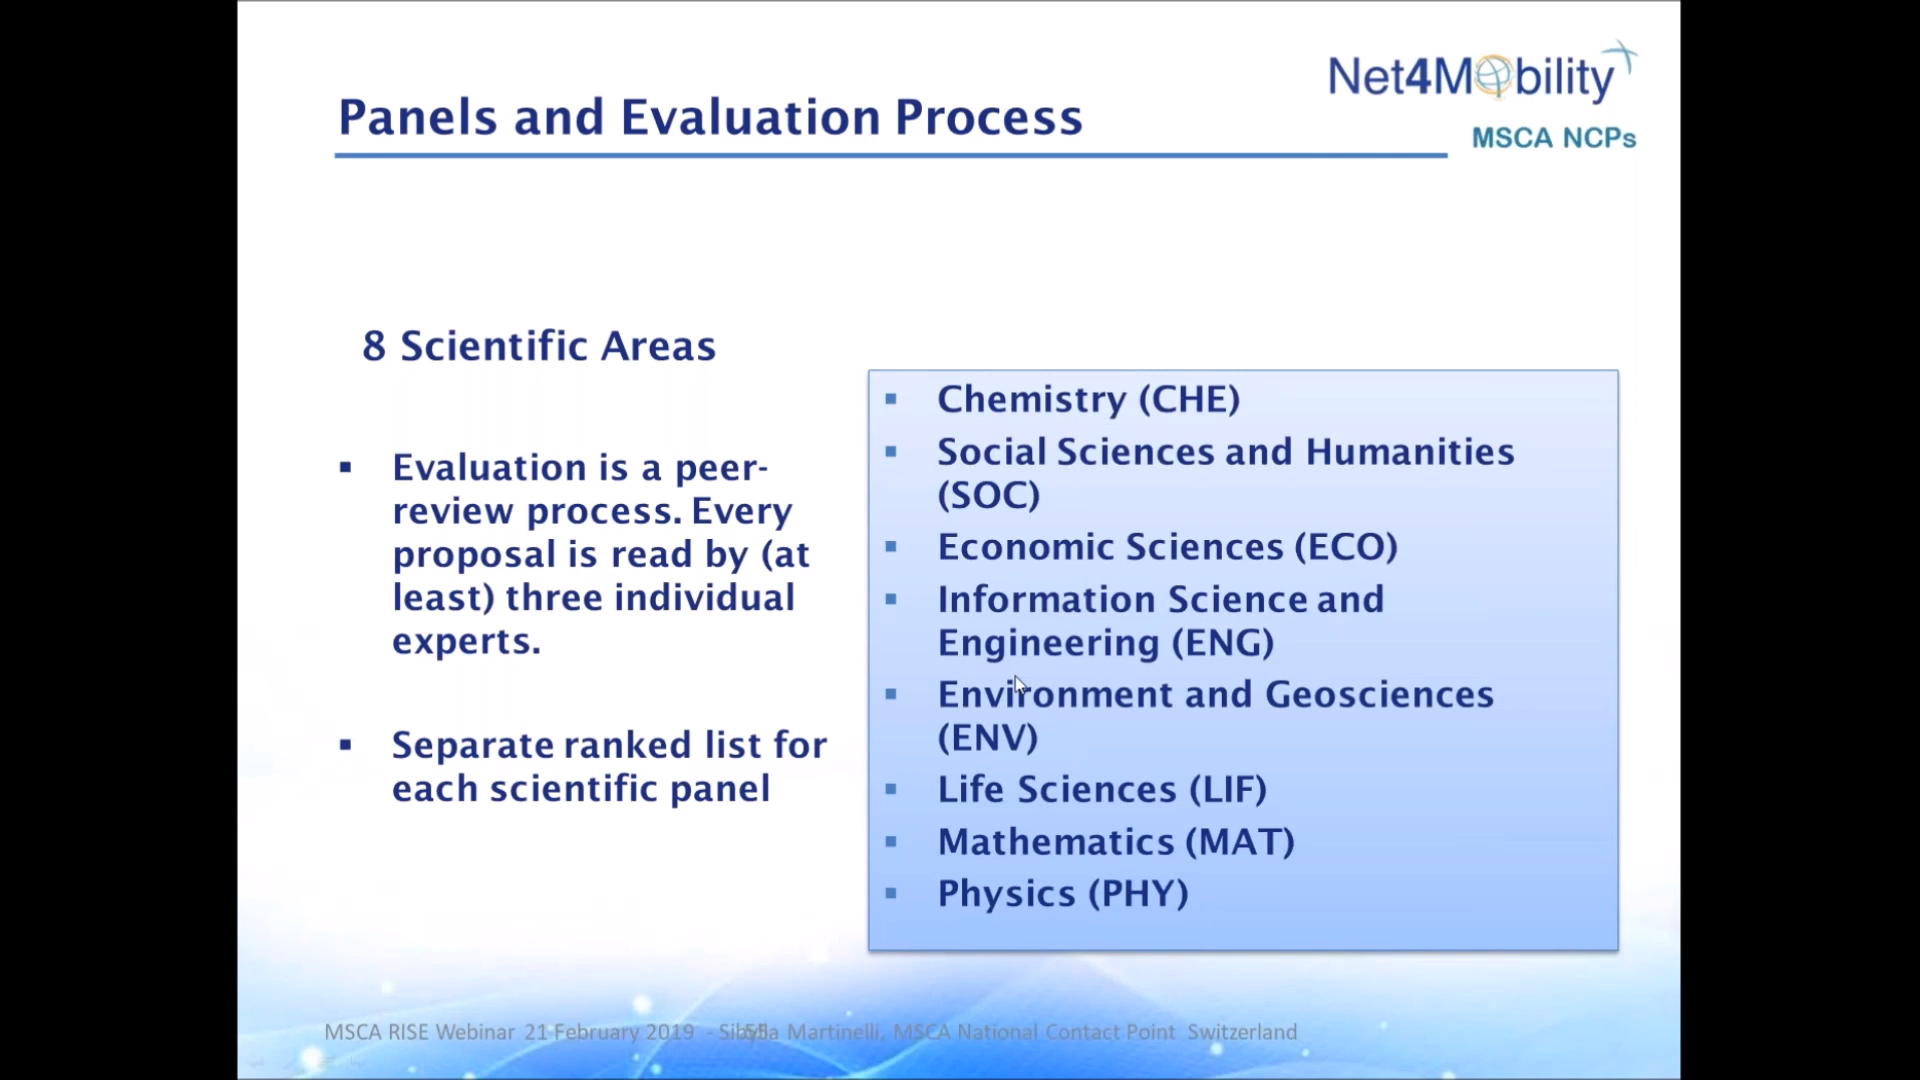 Net4Mobility
MSCA NCPs
Panels and Evaluation Process
8 Scientific Areas
▪ Evaluation is a peer-
review process. Every
proposal is read by (at
least) three individual
experts.
▪ Separate ranked list for
each scientific panel
▪ Chemistry (CHE)
▪ Social Sciences and Humanities
(SOC)
▪ Economic Sciences (ECO)
▪ Information Science and
Engineering (ENG)
▪ Environment and Geosciences
(ENV)
▪ Life Sciences (LIF)
▪ Mathematics (MAT)
▪ Physics (PHY)
MSCA RISE Webinar 21 February 2019 - Martinelli, MSCA National Contact Point Switzerland